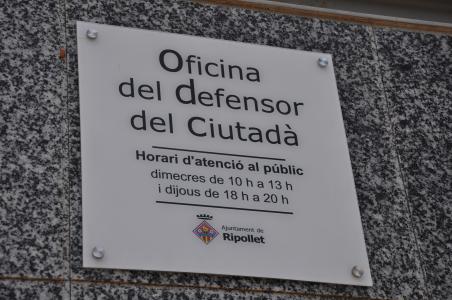 Oficina
del defensor
del Ciutadà
Horari d'atenció al públic
dimecres de 10 h a 13 h
i dijous de 18 h a 20 h
Ajuntament de
Ripollet